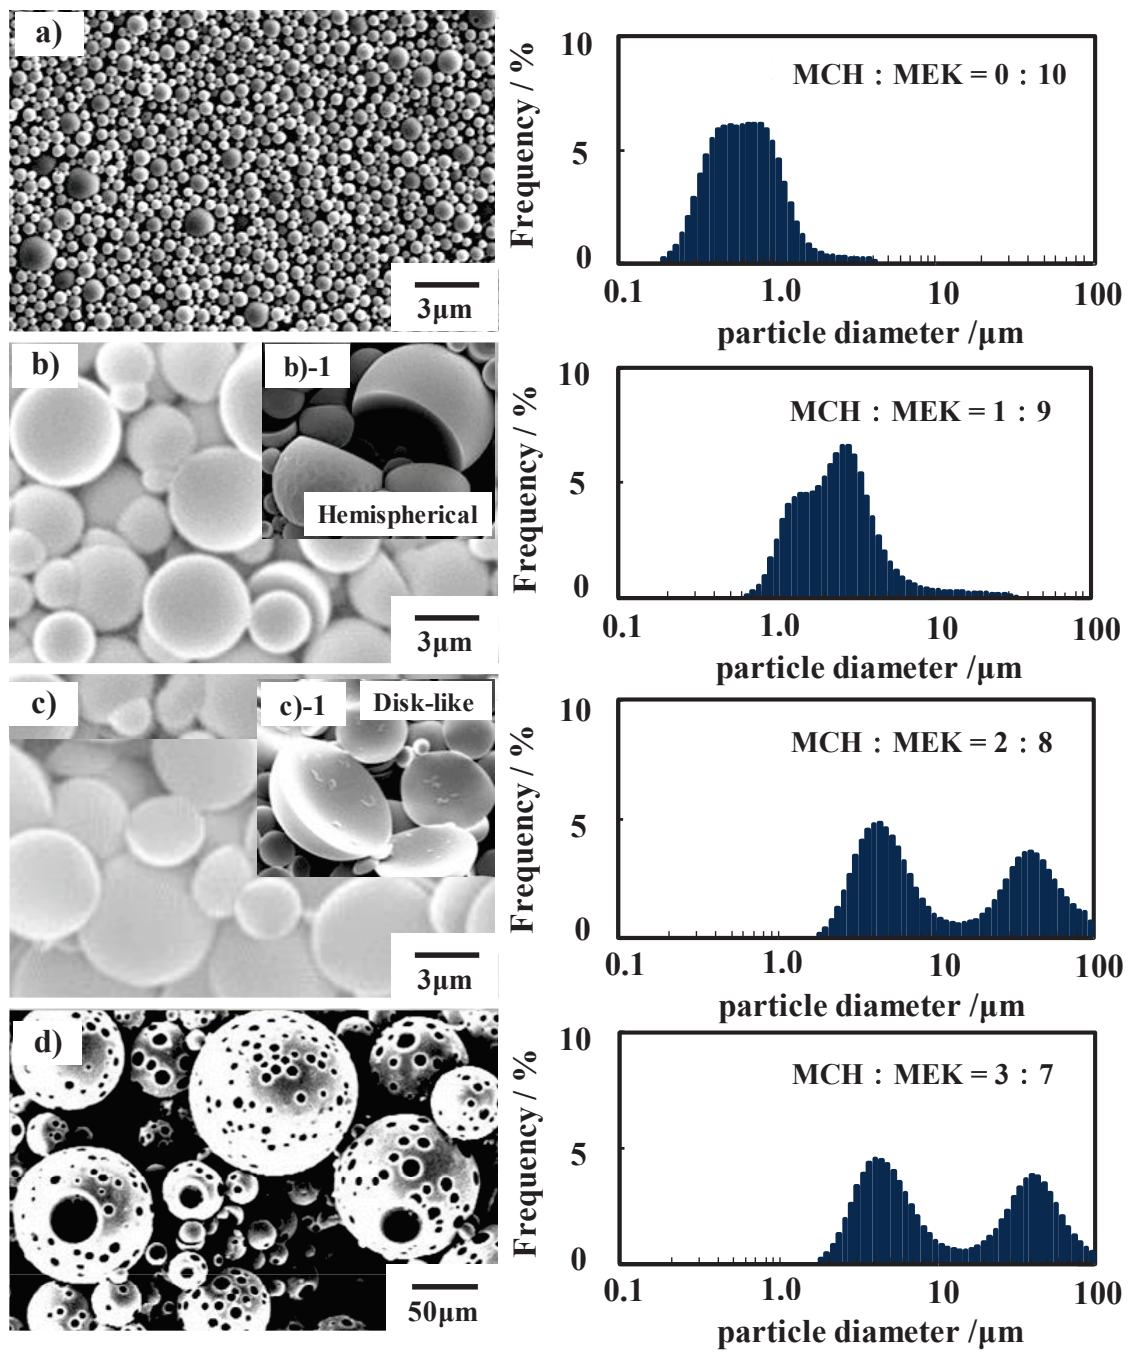 a)
3μm
10
5
0
Frequency / %
MCH : MEK = 0 : 10
0.1 1.0 10 100
particle diameter /μm
b)
b)-1
Hemispherical
3μm
10
5
0
Frequency / %
MCH : MEK = 1 : 9
0.1 1.0 10 100
particle diameter /μm
c)
c)-1
Disk-like
3μm
10
5
0
Frequency / %
MCH : MEK = 2 : 8
0.1 1.0 10 100
particle diameter /μm
d)
50μm
10
5
0
Frequency / %
MCH : MEK = 3 : 7
0.1 1.0 10 100
particle diameter /μm